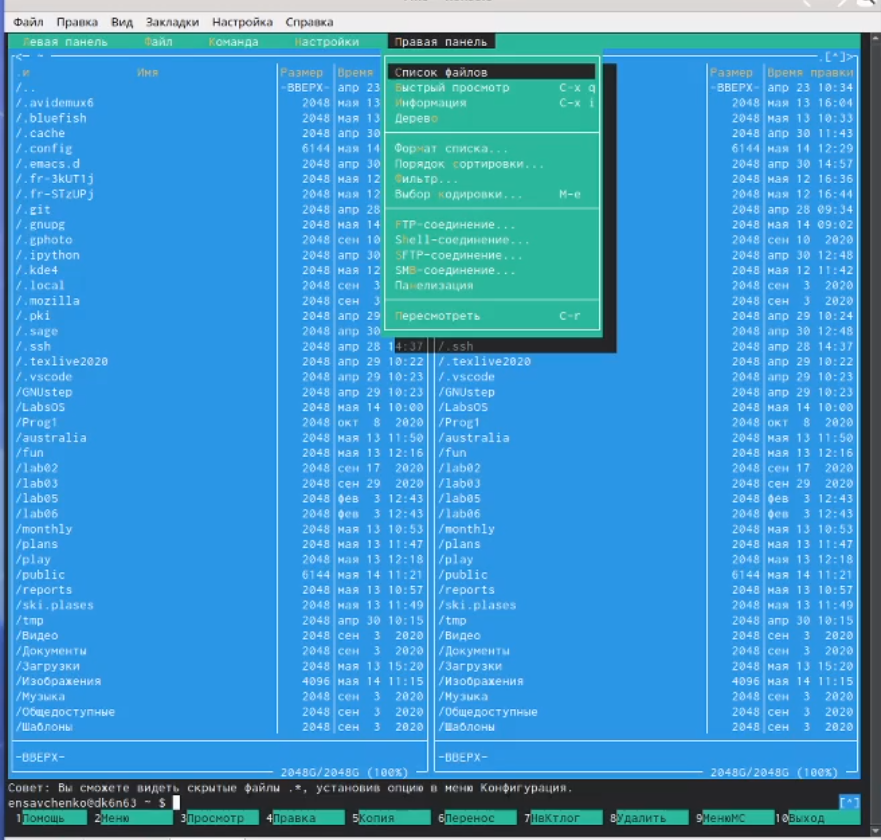 Файл Правка Вид Закладки Настройка Справка
Левая панель Файл Команда Настройки Правая панель
<— ~ .[^]>
.и Имя Размер Время Размер Время правки
/.. -ВВЕРХ- апр 23 -ВВЕРХ- апр 23 10:34
/.avidemux6 2048 мая 13 2048 мая 13 16:04
/.bluefish 2048 мая 13 2048 мая 13 10:33
/.cache 2048 апр 30 2048 апр 30 11:43
/.config 6144 мая 14 6144 мая 14 12:29
/.emacs.d 2048 апр 30 2048 апр 30 14:57
/.fr-3kUT1j 2048 мая 12 2048 мая 12 16:36
/.fr-STzUPj 2048 мая 12 2048 мая 12 16:44
/.git 2048 апр 28 2048 апр 28 09:34
/.gnupg 2048 мая 14 2048 мая 14 09:02
/.gphoto 2048 сен 10 2048 сен 10 2020
/.ipython 2048 апр 30 2048 апр 30 12:48
/.kde4 2048 мая 12 2048 мая 12 11:42
/.local 2048 сен 3 2048 сен 3 2020
/.mozilla 2048 сен 3 2048 сен 3 2020
/.pki 2048 апр 29 2048 апр 29 10:24
/.sage 2048 апр 30 2048 апр 30 12:48
Список файлов
Быстрый просмотр C-x q
Информация C-x i
Дерево
Формат списка...
Порядок сортировки...
Фильтр...
Выбор кодировки... M-e
FTP-соединение...
Shell-соединение...
SFTP-соединение...
SMB-соединение...
Панелизация
Пересмотреть C-r
/.ssh 2048 апр 28 14:37 /.ssh 2048 апр 28 14:37
/.texlive2020 2048 апр 29 10:22 /.texlive2020 2048 апр 29 10:22
/.vscode 2048 апр 29 10:23 /.vscode 2048 апр 29 10:23
/GNUstep 2048 апр 29 10:23 /GNUstep 2048 апр 29 10:23
/LabsOS 2048 мая 14 10:00 /LabsOS 2048 мая 14 10:00
/Prog1 2048 окт 8 2020 /Prog1 2048 окт 8 2020
/australia 2048 мая 13 11:50 /australia 2048 мая 13 11:50
/fun 2048 мая 13 12:16 /fun 2048 мая 13 12:16
/lab02 2048 сен 17 2020 /lab02 2048 сен 17 2020
/lab03 2048 сен 29 2020 /lab03 2048 сен 29 2020
/lab05 2048 фев 3 12:43 /lab05 2048 фев 3 12:43
/lab06 2048 фев 3 12:43 /lab06 2048 фев 3 12:43
/monthly 2048 мая 13 10:53 /monthly 2048 мая 13 10:53
/plans 2048 мая 13 11:47 /plans 2048 мая 13 11:47
/play 2048 мая 13 12:18 /play 2048 мая 13 12:18
/public 6144 мая 14 11:21 /public 6144 мая 14 11:21
/reports 2048 мая 13 10:57 /reports 2048 мая 13 10:57
/ski.plases 2048 мая 13 11:49 /ski.plases 2048 мая 13 11:49
/tmp 2048 апр 30 10:15 /tmp 2048 апр 30 10:15
/Видео 2048 сен 3 2020 /Видео 2048 сен 3 2020
/Документы 2048 сен 3 2020 /Документы 2048 сен 3 2020
/Загрузки 2048 мая 13 15:20 /Загрузки 2048 мая 13 15:20
/Изображения 4096 мая 14 11:15 /Изображения 4096 мая 14 11:15
/Музыка 2048 сен 3 2020 /Музыка 2048 сен 3 2020
/Общедоступные 2048 сен 3 2020 /Общедоступные 2048 сен 3 2020
/Шаблоны 2048 сен 3 2020 /Шаблоны 2048 сен 3 2020
-ВВЕРХ- -ВВЕРХ-
2048G/2048G (100%) 2048G/2048G (100%)
Совет: Вы сможете видеть скрытые файлы .*, установив опцию в меню Конфигурация.
ensavchenko@dk6n63 ~ $ [^]
1Помощь 2Меню 3Просмотр 4Правка 5Копия 6Перенос 7НвКтлог 8Удалить 9МенюMC 10Выход